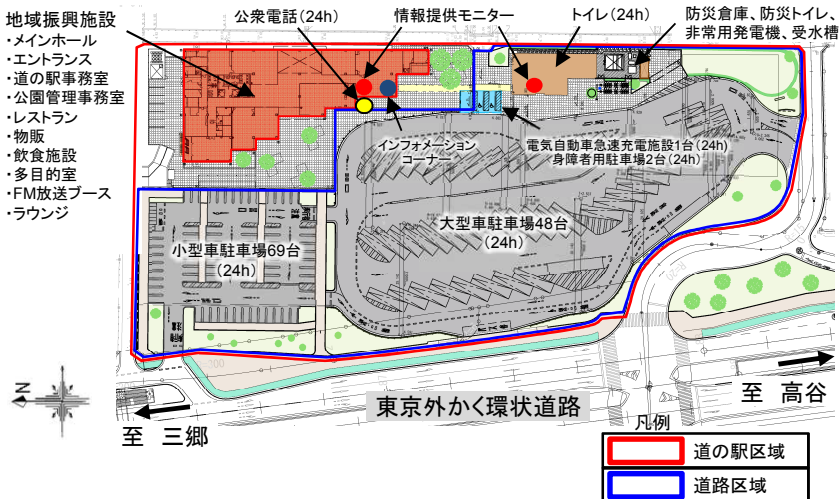 地域振興施設
・メインホール
・エントランス
・道の駅事務室
・公園管理事務室
・レストラン
・物販
・飲食施設
・多目的室
・FM放送ブース
・ラウンジ
公衆電話(24h)
情報提供モニター
トイレ(24h)
防災倉庫、防災トイレ、
非常用発電機、受水槽
インフォメーション
コーナー
電気自動車急速充電施設1台(24h)
身障者用駐車場2台(24h)
小型車駐車場69台
(24h)
大型車駐車場48台
(24h)
N
至 三郷
東京外かく環状道路
至 高谷
凡例
道の駅区域
道路区域